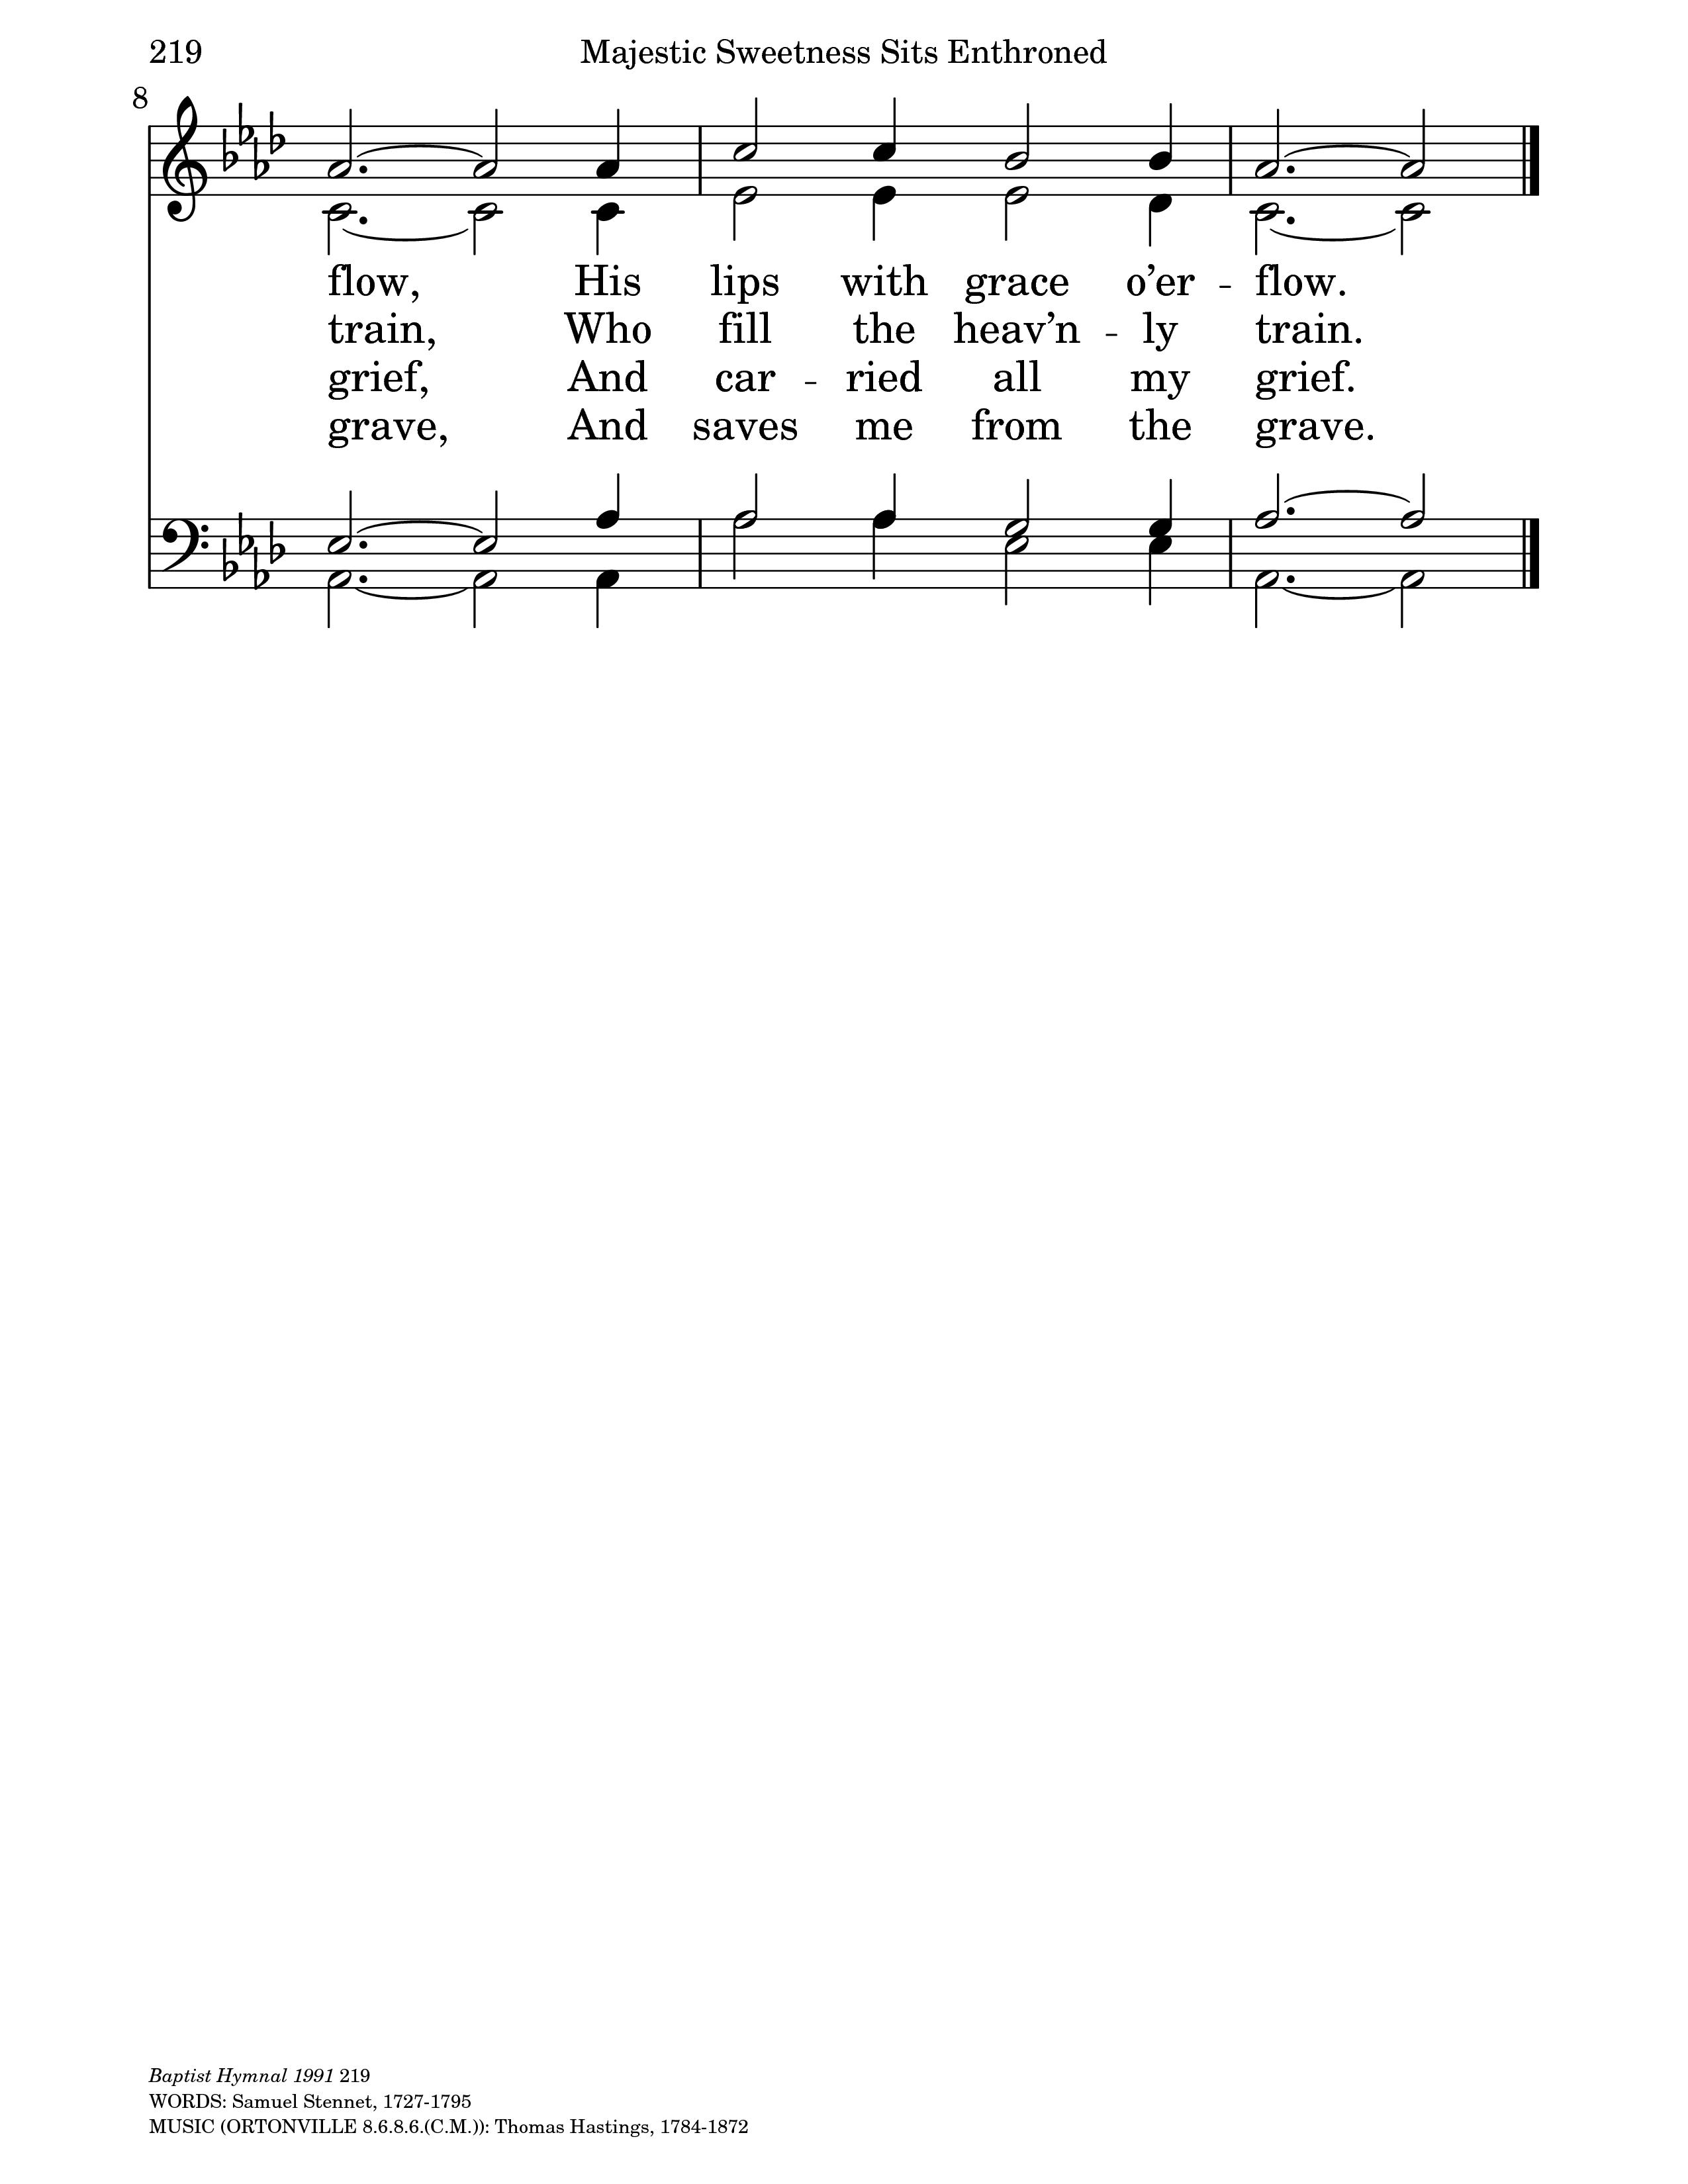 219 Majestic Sweetness Sits Enthroned
8
flow, His lips with grace o’er - flow.
train, Who fill the heav’n - ly train.
grief, And car - ried all my grief.
grave, And saves me from the grave.
Baptist Hymnal 1991 219
WORDS: Samuel Stennet, 1727-1795
MUSIC (ORTONVILLE 8.6.8.6.(C.M.)): Thomas Hastings, 1784-1872